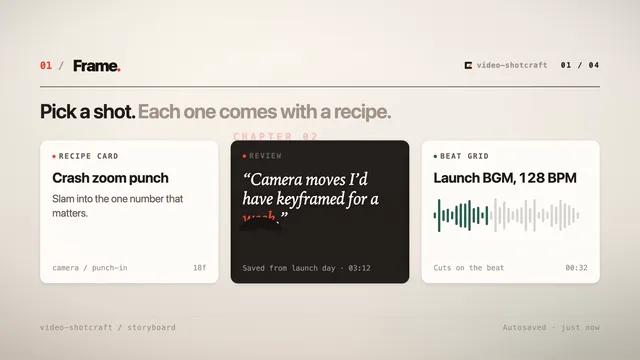 01 / Frame.
video-shotcraft 01 / 04
Pick a shot. Each one comes with a recipe.
CHAPTER 02
RECIPE CARD
Crash zoom punch
Slam into the one number that
matters.
camera / punch-in 18f
REVIEW
“Camera moves I’d
have keyframed for a
.”
Saved from launch day · 03:12
BEAT GRID
Launch BGM, 128 BPM
Cuts on the beat 00:32
video-shotcraft / storyboard
Autosaved · just now